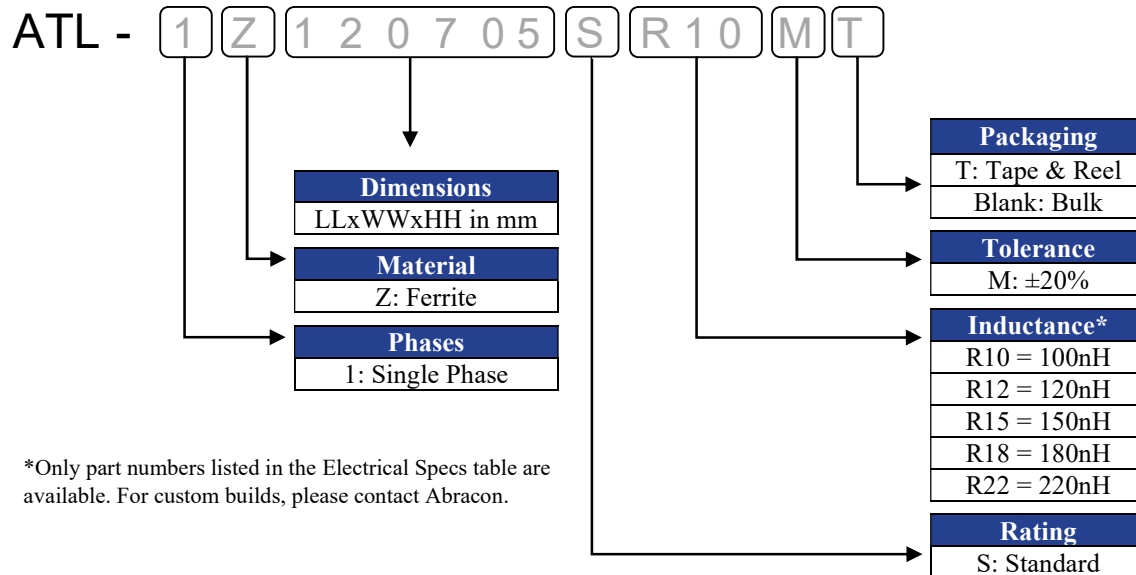 ATL - 1 Z 1 2 0 7 0 5 S R 1 0 M T
Packaging
T: Tape & Reel
Blank: Bulk
Dimensions
LLxWWxHH in mm
Tolerance
M: ±20%
Material
Z: Ferrite
Phases
1: Single Phase
Inductance*
R10 = 100nH
R12 = 120nH
R15 = 150nH
R18 = 180nH
R22 = 220nH
*Only part numbers listed in the Electrical Specs table are
available. For custom builds, please contact Abracon.
Rating
S: Standard